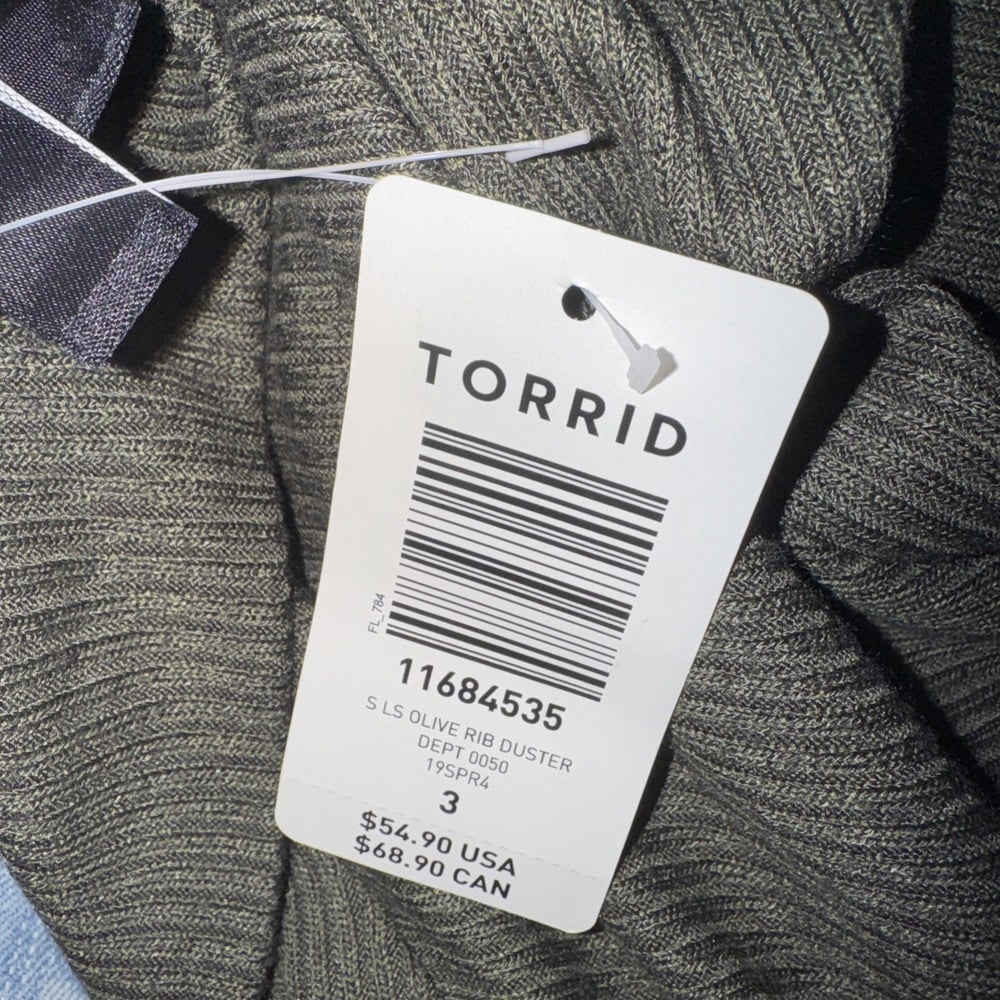 TORRID
FL_784
11684535
S LS OLIVE RIB DUSTER
DEPT 0050
19SPR4
3
$54.90 USA
$68.90 CAN